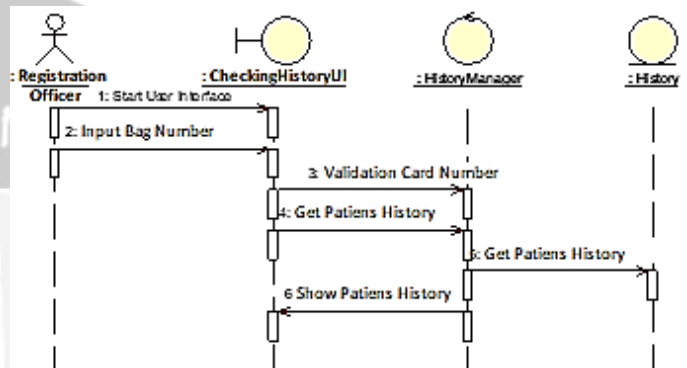 : Registration Officer
: CheckingHistoryUI
: HistoryManager
: History
1: Start User Interface
2: Input Bag Number
3: Validation Card Number
4: Get Patiens History
5: Get Patiens History
6 Show Patiens History